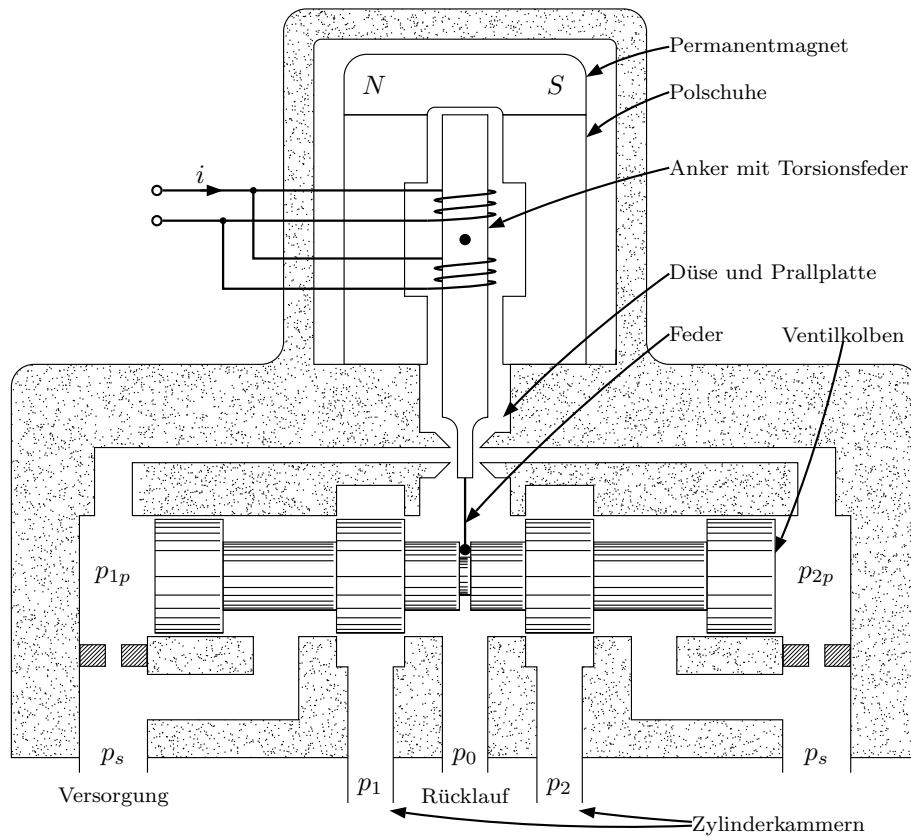 Permanentmagnet
N
S
Polschuhe
Anker mit Torsionsfeder
i
Düse und Prallplatte
Feder
Ventilkolben
p1p
p2p
ps
p0
ps
p1
p2
Versorgung
Rücklauf
Zylinderkammern